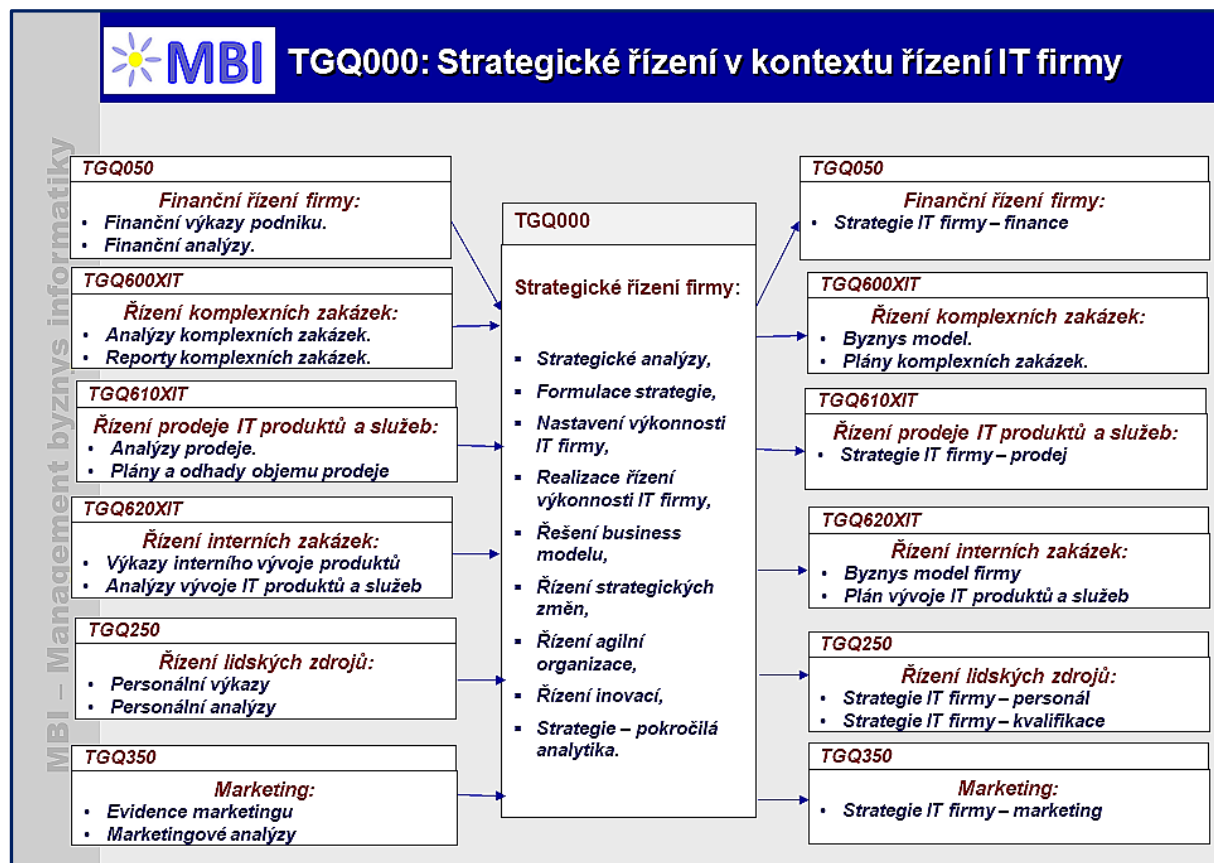 MBI
TGQ000: Strategické řízení v kontextu řízení IT firmy
MBI – Management byznys informatiky
TGQ050
Finanční řízení firmy:
• Finanční výkazy podniku.
• Finanční analýzy.
TGQ600XIT
Řízení komplexních zakázek:
• Analýzy komplexních zakázek.
• Reporty komplexních zakázek.
TGQ610XIT
Řízení prodeje IT produktů a služeb:
• Analýzy prodeje.
• Plány a odhady objemu prodeje
TGQ620XIT
Řízení interních zakázek:
• Výkazy interního vývoje produktů
• Analýzy vývoje IT produktů a služeb
TGQ250
Řízení lidských zdrojů:
• Personální výkazy
• Personální analýzy
TGQ350
Marketing:
• Evidence marketingu
• Marketingové analýzy
TGQ000
Strategické řízení firmy:
▪ Strategické analýzy,
▪ Formulace strategie,
▪ Nastavení výkonnosti
IT firmy,
▪ Realizace řízení
výkonnosti IT firmy,
▪ Řešení business
modelu,
▪ Řízení strategických
změn,
▪ Řízení agilní
organizace,
▪ Řízení inovací,
▪ Strategie – pokročilá
analytika.
TGQ050
Finanční řízení firmy:
• Strategie IT firmy – finance
TGQ600XIT
Řízení komplexních zakázek:
• Byznys model.
• Plány komplexních zakázek.
TGQ610XIT
Řízení prodeje IT produktů a služeb:
• Strategie IT firmy – prodej
TGQ620XIT
Řízení interních zakázek:
• Byznys model firmy
• Plán vývoje IT produktů a služeb
TGQ250
Řízení lidských zdrojů:
• Strategie IT firmy – personál
• Strategie IT firmy – kvalifikace
TGQ350
Marketing:
• Strategie IT firmy – marketing